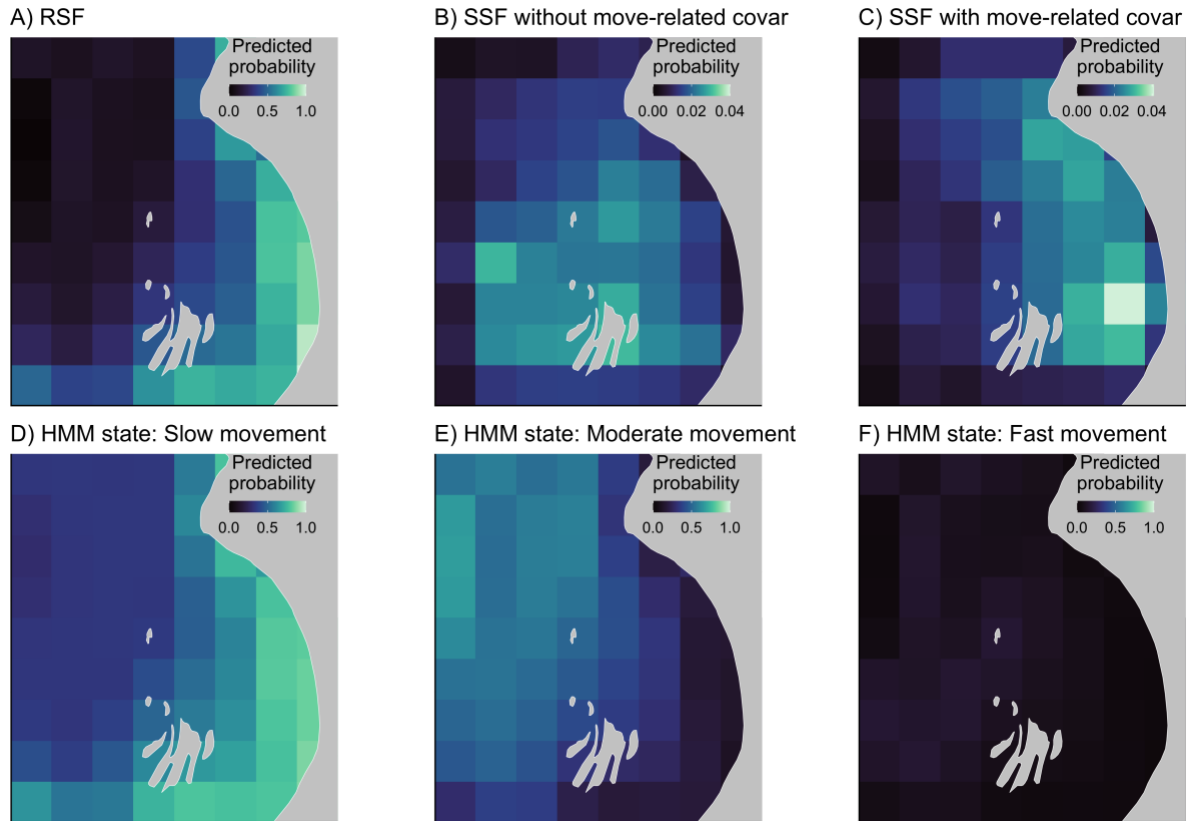 A) RSF
Predicted
probability
0.0 0.5 1.0
B) SSF without move-related covar
Predicted
probability
0.00 0.02 0.04
C) SSF with move-related covar
Predicted
probability
0.00 0.02 0.04
D) HMM state: Slow movement
Predicted
probability
0.0 0.5 1.0
E) HMM state: Moderate movement
Predicted
probability
0.0 0.5 1.0
F) HMM state: Fast movement
Predicted
probability
0.0 0.5 1.0